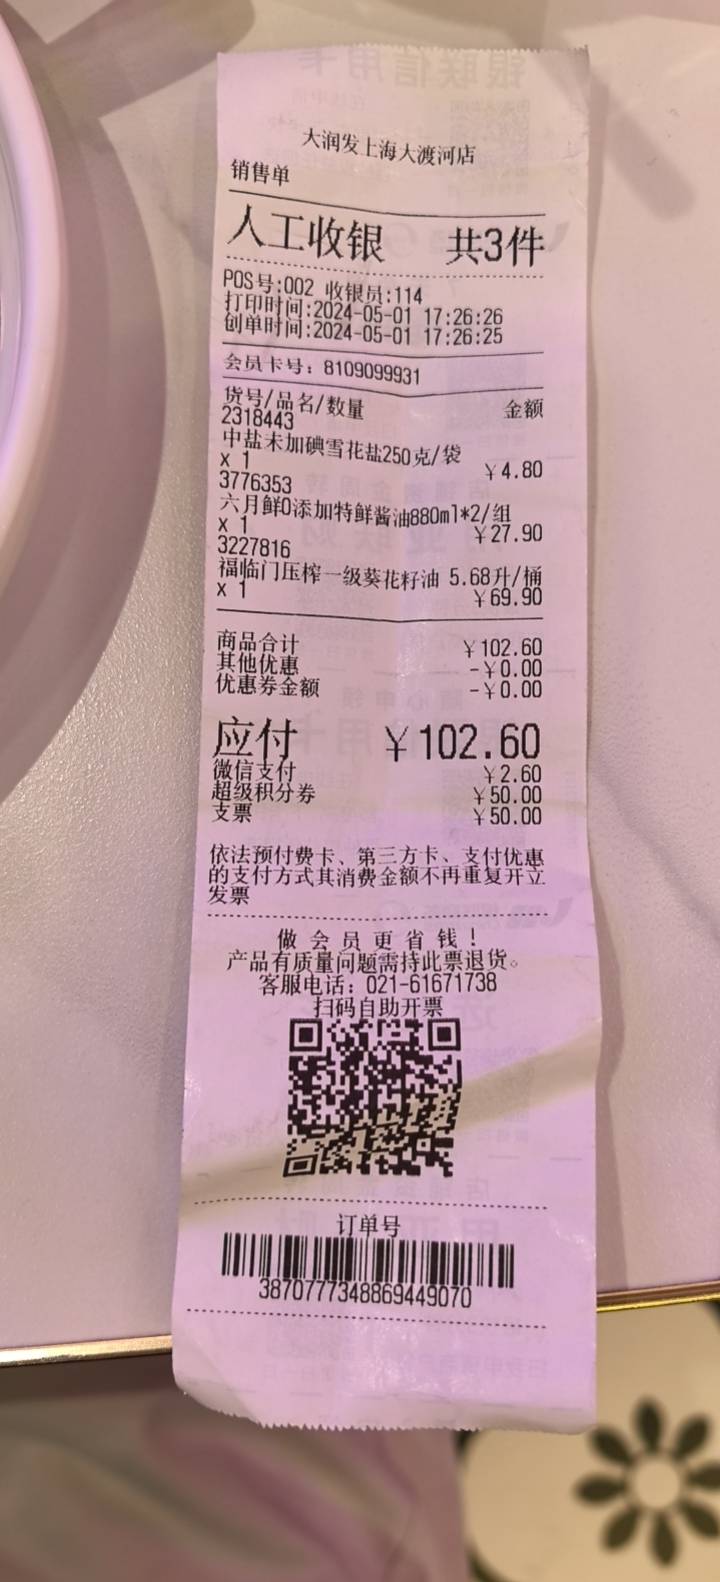 大润发上海大渡河店
销售单
人工收银 共3件
POS号:002 收银员:114
打印时间:2024-05-01 17:26:26
创单时间:2024-05-01 17:26:25
会员卡号: 8109099931
货号/品名/数量 金额
2318443
中盐未加碘雪花盐250克/袋
x 1 ￥4.80
3776353
六月鲜0添加特鲜酱油880ml*2/组
x 1 ￥27.90
3227816
福临门压榨一级葵花籽油 5.68升/桶
x 1 ￥69.90
商品合计 ￥102.60
其他优惠 -￥0.00
优惠券金额 -￥0.00
应付 ￥102.60
微信支付 ￥2.60
超级积分券 ￥50.00
支票 ￥50.00
依法预付费卡、第三方卡、支付优惠
的支付方式其消费金额不再重复开立
发票
做会员更省钱!
产品有质量问题需持此票退货。
客服电话: 021-61671738
扫码自助开票
订单号
3870777348869449070